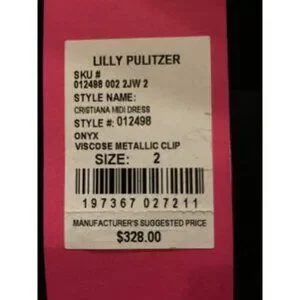 LILLY PULITZER
SKU #
012498 002 2JW 2
STYLE NAME:
CRISTIANA MIDI DRESS
STYLE #: 012498
ONYX
VISCOSE METALLIC CLIP
SIZE: 2
197367 027211
MANUFACTURER'S SUGGESTED PRICE
$328.00